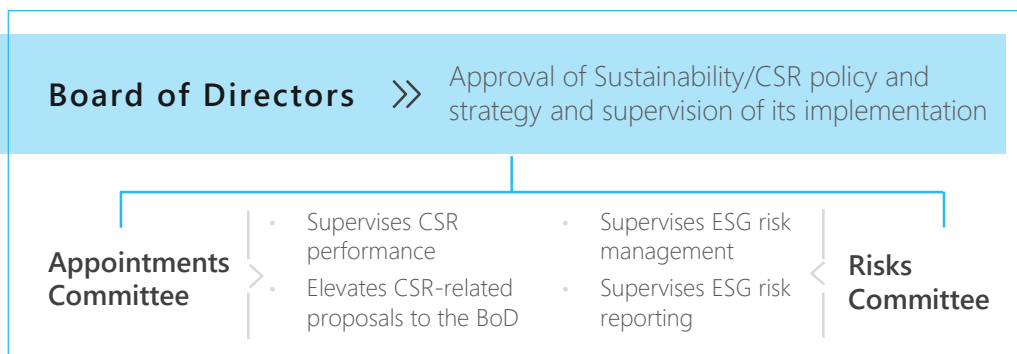 Board of Directors
Approval of Sustainability/CSR policy and
strategy and supervision of its implementation
Appointments
Committee
• Supervises CSR
performance
• Elevates CSR-related
proposals to the BoD
• Supervises ESG risk
management
• Supervises ESG risk
reporting
Risks
Committee